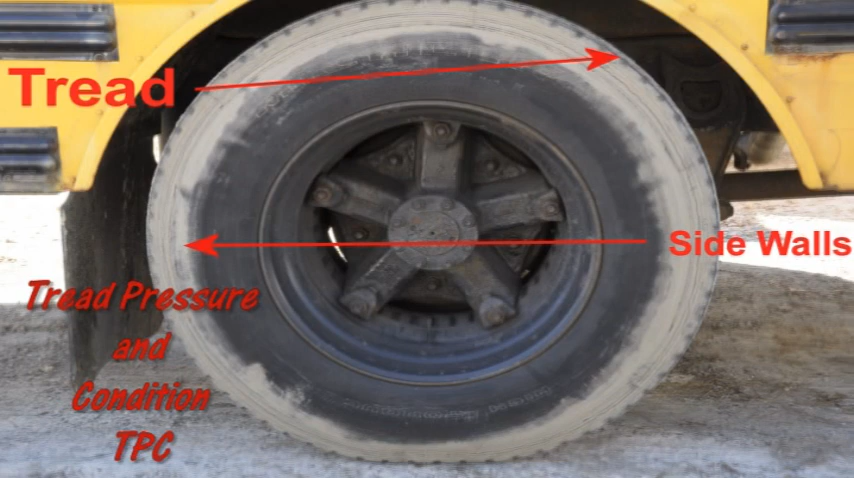 Tread
Side Walls
Tread Pressure
and
Condition
TPC